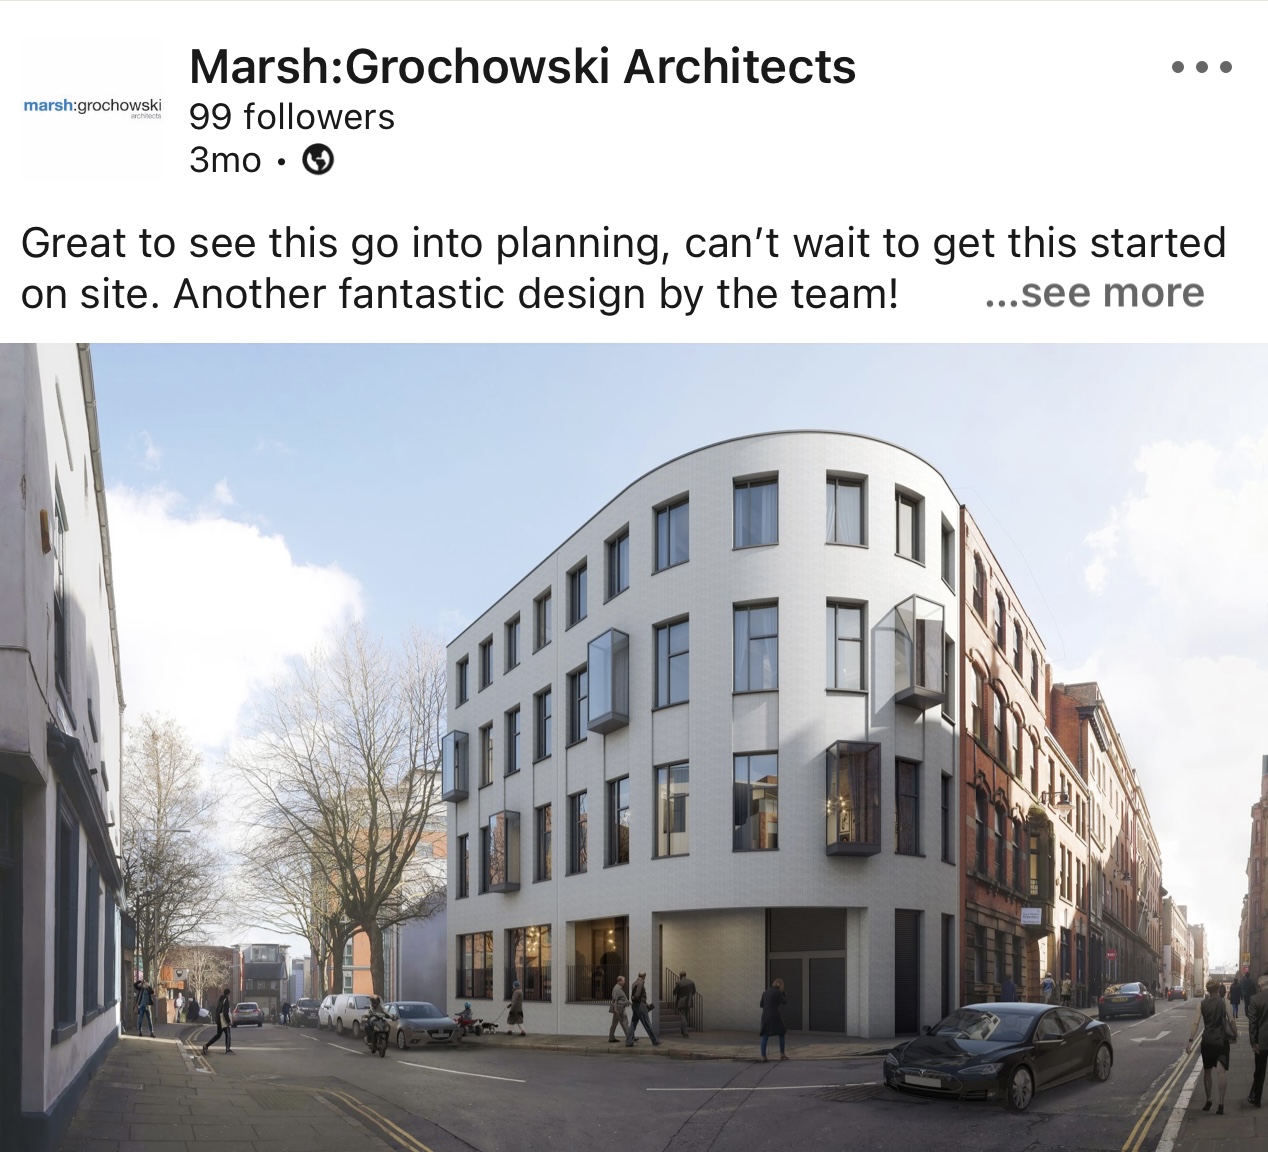 marsh:grochowski
architects
Marsh:Grochowski Architects
99 followers
3mo •
Great to see this go into planning, can’t wait to get this started
on site. Another fantastic design by the team!
...see more